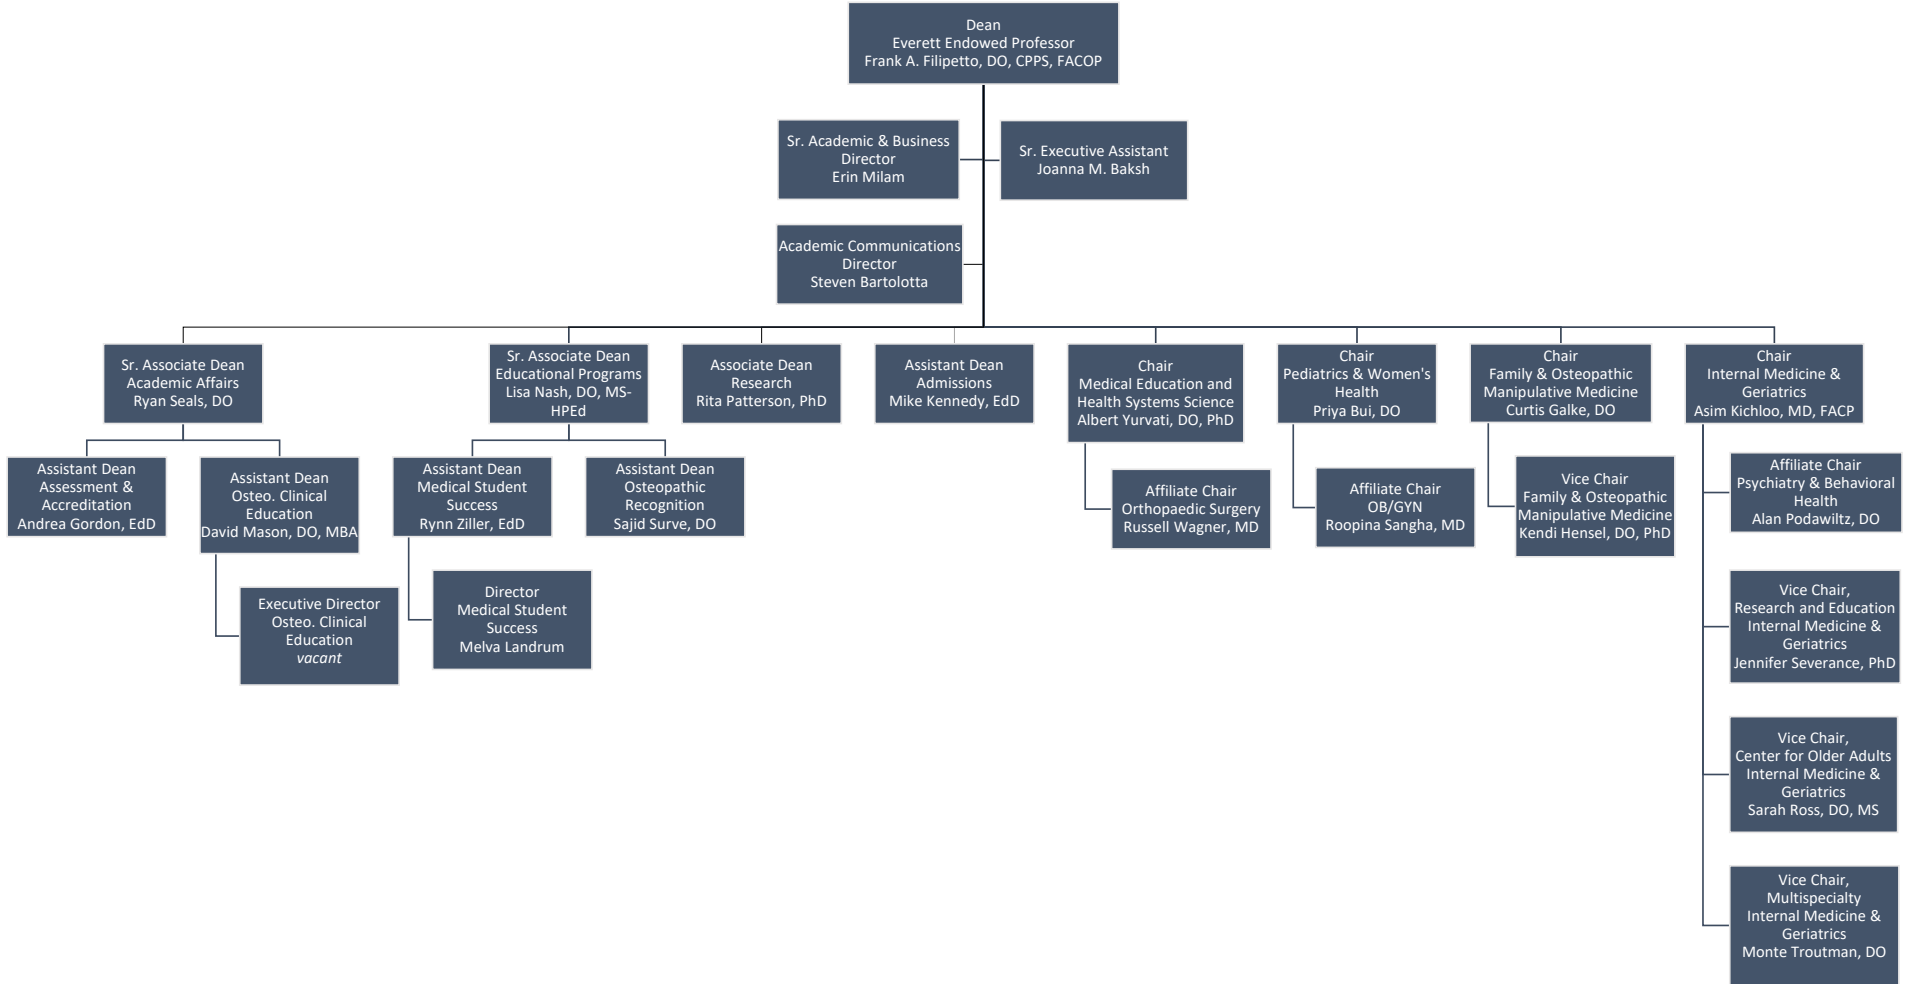 Dean
Everett Endowed Professor
Frank A. Filipetto, DO, CPPS, FACOP
Sr. Academic & Business
Director
Erin Milam
Sr. Executive Assistant
Joanna M. Baksh
Academic Communications
Director
Steven Bartolotta
Sr. Associate Dean
Academic Affairs
Ryan Seals, DO
Sr. Associate Dean
Educational Programs
Lisa Nash, DO, MS-
HPEd
Associate Dean
Research
Rita Patterson, PhD
Assistant Dean
Admissions
Mike Kennedy, EdD
Chair
Medical Education and
Health Systems Science
Albert Yurvati, DO, PhD
Chair
Pediatrics & Women's
Health
Priya Bui, DO
Chair
Family & Osteopathic
Manipulative Medicine
Curtis Galke, DO
Chair
Internal Medicine &
Geriatrics
Asim Kichloo, MD, FACP
Assistant Dean
Assessment &
Accreditation
Andrea Gordon, EdD
Assistant Dean
Osteo. Clinical
Education
David Mason, DO, MBA
Assistant Dean
Medical Student
Success
Rynn Ziller, EdD
Assistant Dean
Osteopathic
Recognition
Sajid Surve, DO
Affiliate Chair
Orthopaedic Surgery
Russell Wagner, MD
Affiliate Chair
OB/GYN
Roopina Sangha, MD
Vice Chair
Family & Osteopathic
Manipulative Medicine
Kendi Hensel, DO, PhD
Affiliate Chair
Psychiatry & Behavioral
Health
Alan Podawiltz, DO
Executive Director
Osteo. Clinical
Education
vacant
Director
Medical Student
Success
Melva Landrum
Vice Chair,
Research and Education
Internal Medicine &
Geriatrics
Jennifer Severance, PhD
Vice Chair,
Center for Older Adults
Internal Medicine &
Geriatrics
Sarah Ross, DO, MS
Vice Chair,
Multispecialty
Internal Medicine &
Geriatrics
Monte Troutman, DO